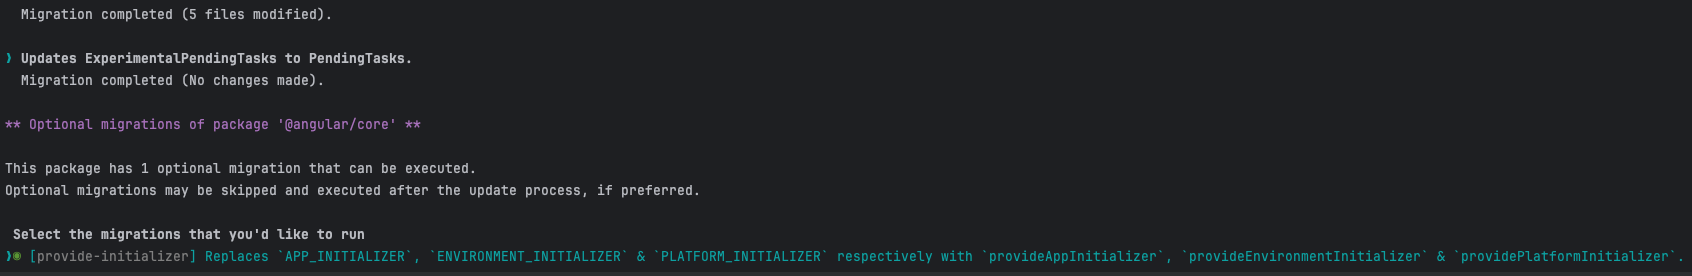 Migration completed (5 files modified).
❯ Updates ExperimentalPendingTasks to PendingTasks.
Migration completed (No changes made).
** Optional migrations of package '@angular/core' **
This package has 1 optional migration that can be executed.
Optional migrations may be skipped and executed after the update process, if preferred.
Select the migrations that you'd like to run
❯◉ [provide-initializer] Replaces `APP_INITIALIZER`, `ENVIRONMENT_INITIALIZER` & `PLATFORM_INITIALIZER` respectively with `provideAppInitializer`, `provideEnvironmentInitializer` & `providePlatformInitializer`.